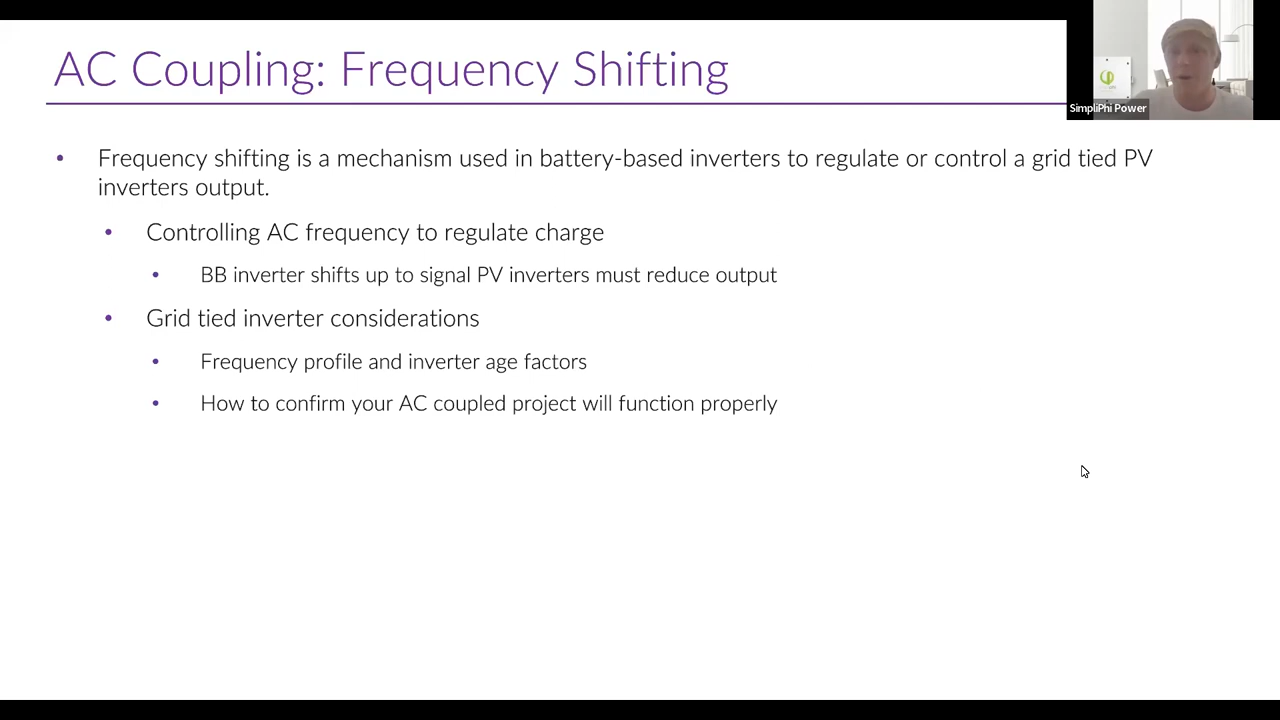 AC Coupling: Frequency Shifting
SimpliPhi Power
• Frequency shifting is a mechanism used in battery-based inverters to regulate or control a grid tied PV
inverters output.
• Controlling AC frequency to regulate charge
• BB inverter shifts up to signal PV inverters must reduce output
• Grid tied inverter considerations
• Frequency profile and inverter age factors
• How to confirm your AC coupled project will function properly